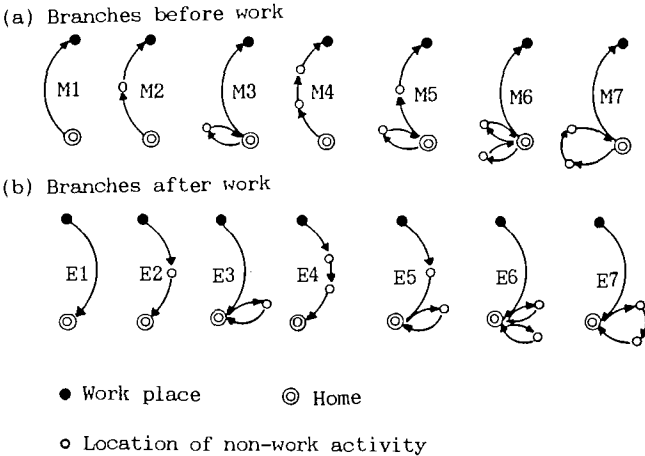 (a) Branches before work
M1 M2 M3 M4 M5 M6 M7
(b) Branches after work
E1 E2 E3 E4 E5 E6 E7
Work place Home
Location of non-work activity